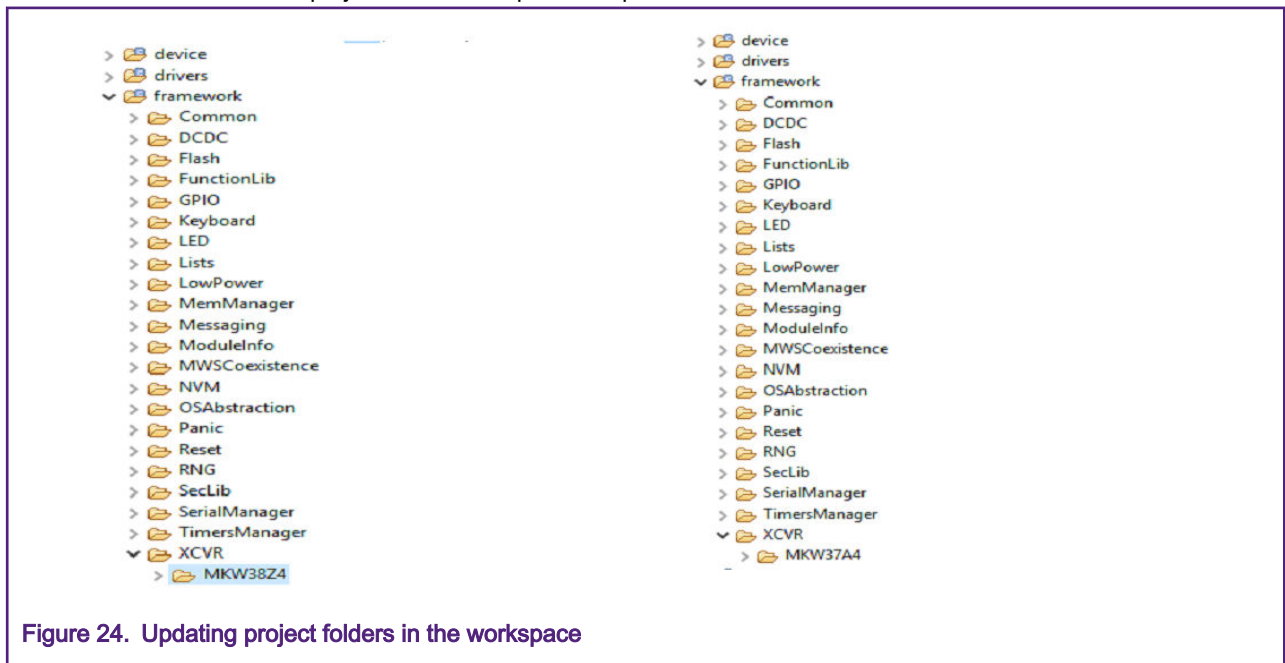 device
drivers
framework
Common
DCDC
Flash
FunctionLib
GPIO
Keyboard
LED
Lists
LowPower
MemManager
Messaging
ModuleInfo
MWSCoexistence
NVM
OSAbstraction
Panic
Reset
RNG
SecLib
SerialManager
TimersManager
XCVR
MKW38Z4
device
drivers
framework
Common
DCDC
Flash
FunctionLib
GPIO
Keyboard
LED
Lists
LowPower
MemManager
Messaging
ModuleInfo
MWSCoexistence
NVM
OSAbstraction
Panic
Reset
RNG
SecLib
SerialManager
TimersManager
XCVR
MKW37A4
Figure 24. Updating project folders in the workspace